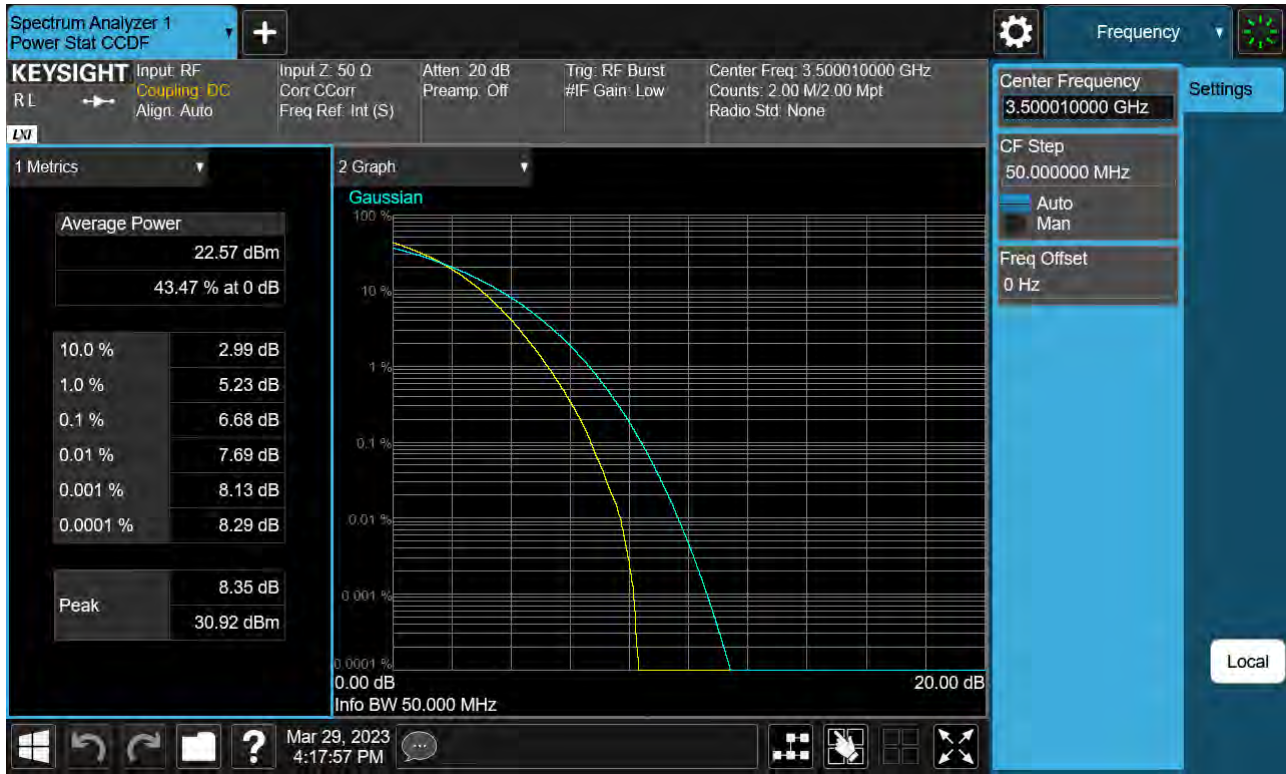 Spectrum Analyzer 1
Power Stat CCDF
Frequency
KEYSIGHT
RL
LXI
Input: RF
Coupling: DC
Align: Auto
Input Z: 50 Ω
Corr CCorr
Freq Ref: Int (S)
Atten: 20 dB
Preamp: Off
Trig: RF Burst
#IF Gain: Low
Center Freq: 3.500010000 GHz
Counts: 2.00 M/2.00 Mpt
Radio Std: None
Center Frequency
3.500010000 GHz
Settings
CF Step
50.000000 MHz
Auto
Man
Freq Offset
0 Hz
Local
1 Metrics
Average Power
22.57 dBm
43.47 % at 0 dB
10.0 % 2.99 dB
1.0 % 5.23 dB
0.1 % 6.68 dB
0.01 % 7.69 dB
0.001 % 8.13 dB
0.0001 % 8.29 dB
Peak
8.35 dB
30.92 dBm
2 Graph
Gaussian
100 %
10 %
1 %
0.1 %
0.01 %
0.001 %
0.0001 %
0.00 dB 20.00 dB
Info BW 50.000 MHz
?
Mar 29, 2023
4:17:57 PM